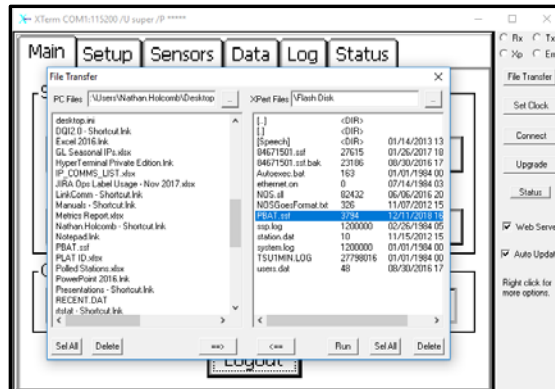 XTerm COM1:115200 /U super /P *****
Main Setup Sensors Data Log Status
File Transfer
PC Files \Users\Nathan.Holcomb\Desktop ..
XPert Files \Flash Disk ..
desktop.ini
DQI2.0 - Shortcut.lnk
Excel 2016.lnk
GL Seasonal IPs.xlsx
HyperTerminal Private Edition.lnk
IP_COMMS_LIST.xlsx
JIRA Ops Label Usage - Nov 2017.xlsx
LinkComm - Shortcut.lnk
Manuals - Shortcut.lnk
Metrics Report.xlsx
Nathan.Holcomb - Shortcut.lnk
Notepad.lnk
PBAT.ssf
PLAT ID.xlsx
Polled Stations.xlsx
PowerPoint 2016.lnk
Presentations - Shortcut.lnk
RECENT.DAT
rtstat - Shortcut.lnk
[..] <DIR>
[.] <DIR>
[Speech] <DIR> 01/14/2013 13
84671501.ssf 27615 01/26/2017 18
84671501.ssf.bak 23186 08/30/2016 17
Autoexec.bat 163 01/01/1984 00
ethernet.on 0 07/14/1984 03
NOS.sll 82432 06/06/2016 20
NOSGoesFormat.txt 326 11/07/2012 15
PBAT.ssf 3794 12/11/2018 16
ssp.log 1200000 02/26/1984 05
station.dat 10 11/15/2012 15
system.log 1200000 01/01/1984 00
TSU1MIN.LOG 27798016 01/01/1984 00
users.dat 48 08/30/2016 17
Sel All Delete ==> <== Run Sel All Delete
Logout
Rx Tx
Xp
File Transfer
Set Clock
Connect
Upgrade
Status
Web Serve
Auto Updat
Right click for
more options.